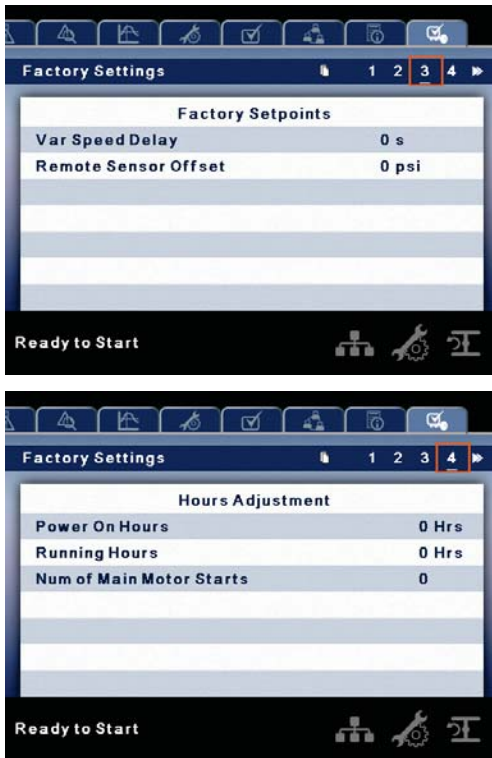 Factory Settings 1 2 3 4
Factory Setpoints
Var Speed Delay 0 s
Remote Sensor Offset 0 psi
Ready to Start
Factory Settings 1 2 3 4
Hours Adjustment
Power On Hours 0 Hrs
Running Hours 0 Hrs
Num of Main Motor Starts 0
Ready to Start